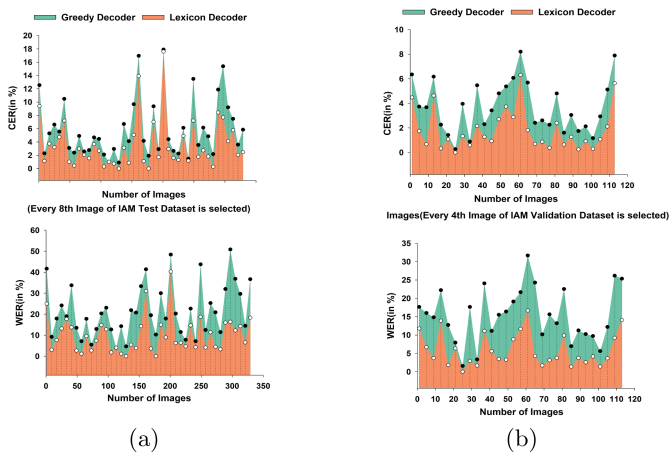 Greedy Decoder Lexicon Decoder
CER(in %)
20
18
16
14
12
10
8
6
4
2
0
Number of Images
(Every 8th Image of IAM Test Dataset is selected)
WER(in %)
60
50
40
30
20
10
0
0 50 100 150 200 250 300 350
Number of Images
(a)
Greedy Decoder Lexicon Decoder
CER(in %)
10
8
6
4
2
0
0 10 20 30 40 50 60 70 80 90 100 110 120
Number of Images
Images(Every 4th Image of IAM Validation Dataset is selected)
WER(in %)
35
30
25
20
15
10
5
0
0 10 20 30 40 50 60 70 80 90 100 110 120
Number of Images
(b)